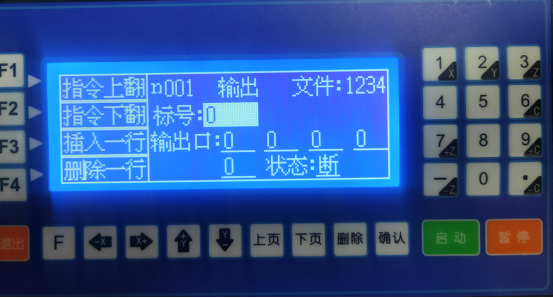 F1 指令上翻 n001 输出 文件:1234 1 X 2 Y 3 Z
F2 指令下翻 标号:0 4 5 6 C
F3 插入一行 输出口:0 0 0 0 7 -Z 8 9 -C
F4 删除一行 0 状态:断 - Z 0 . C
退出 F -X X+ Y Y- 上页 下页 删除 确认 启动 暂停